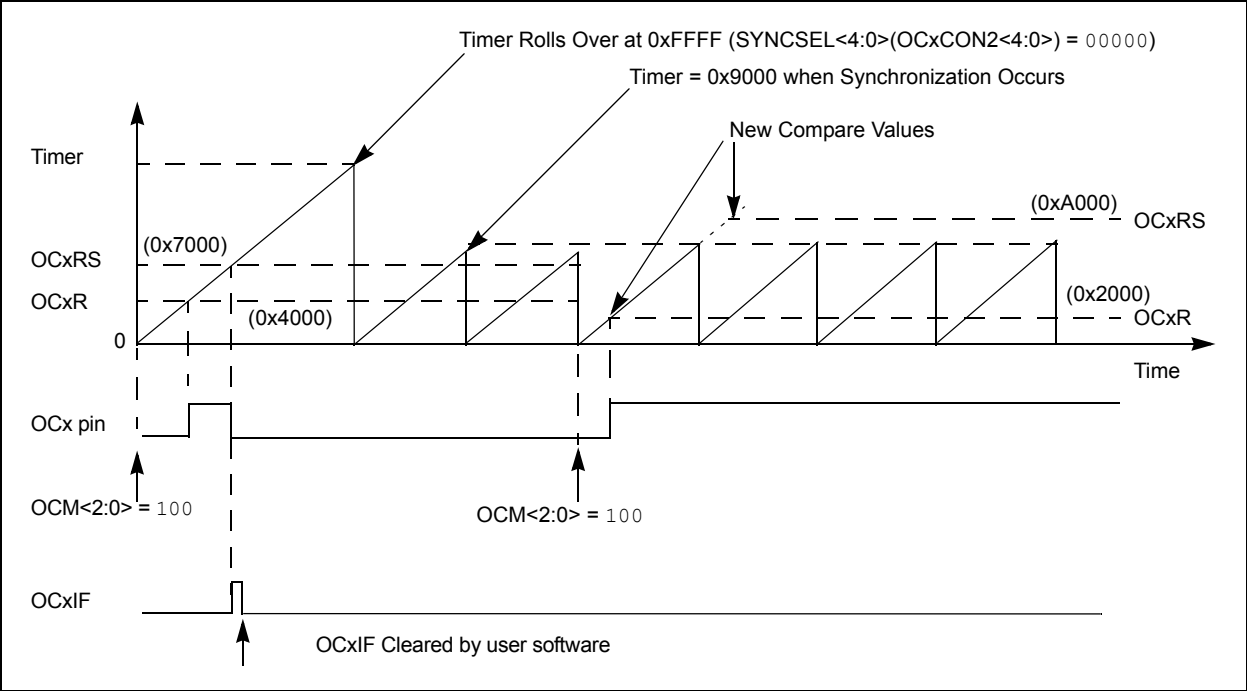 Timer Rolls Over at 0xFFFF (SYNCSEL<4:0>(OCxCON2<4:0>) = 00000)
Timer = 0x9000 when Synchronization Occurs
New Compare Values
Timer
(0xA000)
OCxRS
(0x7000)
OCxRS
OCxR
(0x4000)
(0x2000)
OCxR
0
Time
OCx pin
OCM<2:0> = 100
OCM<2:0> = 100
OCxIF
OCxIF Cleared by user software